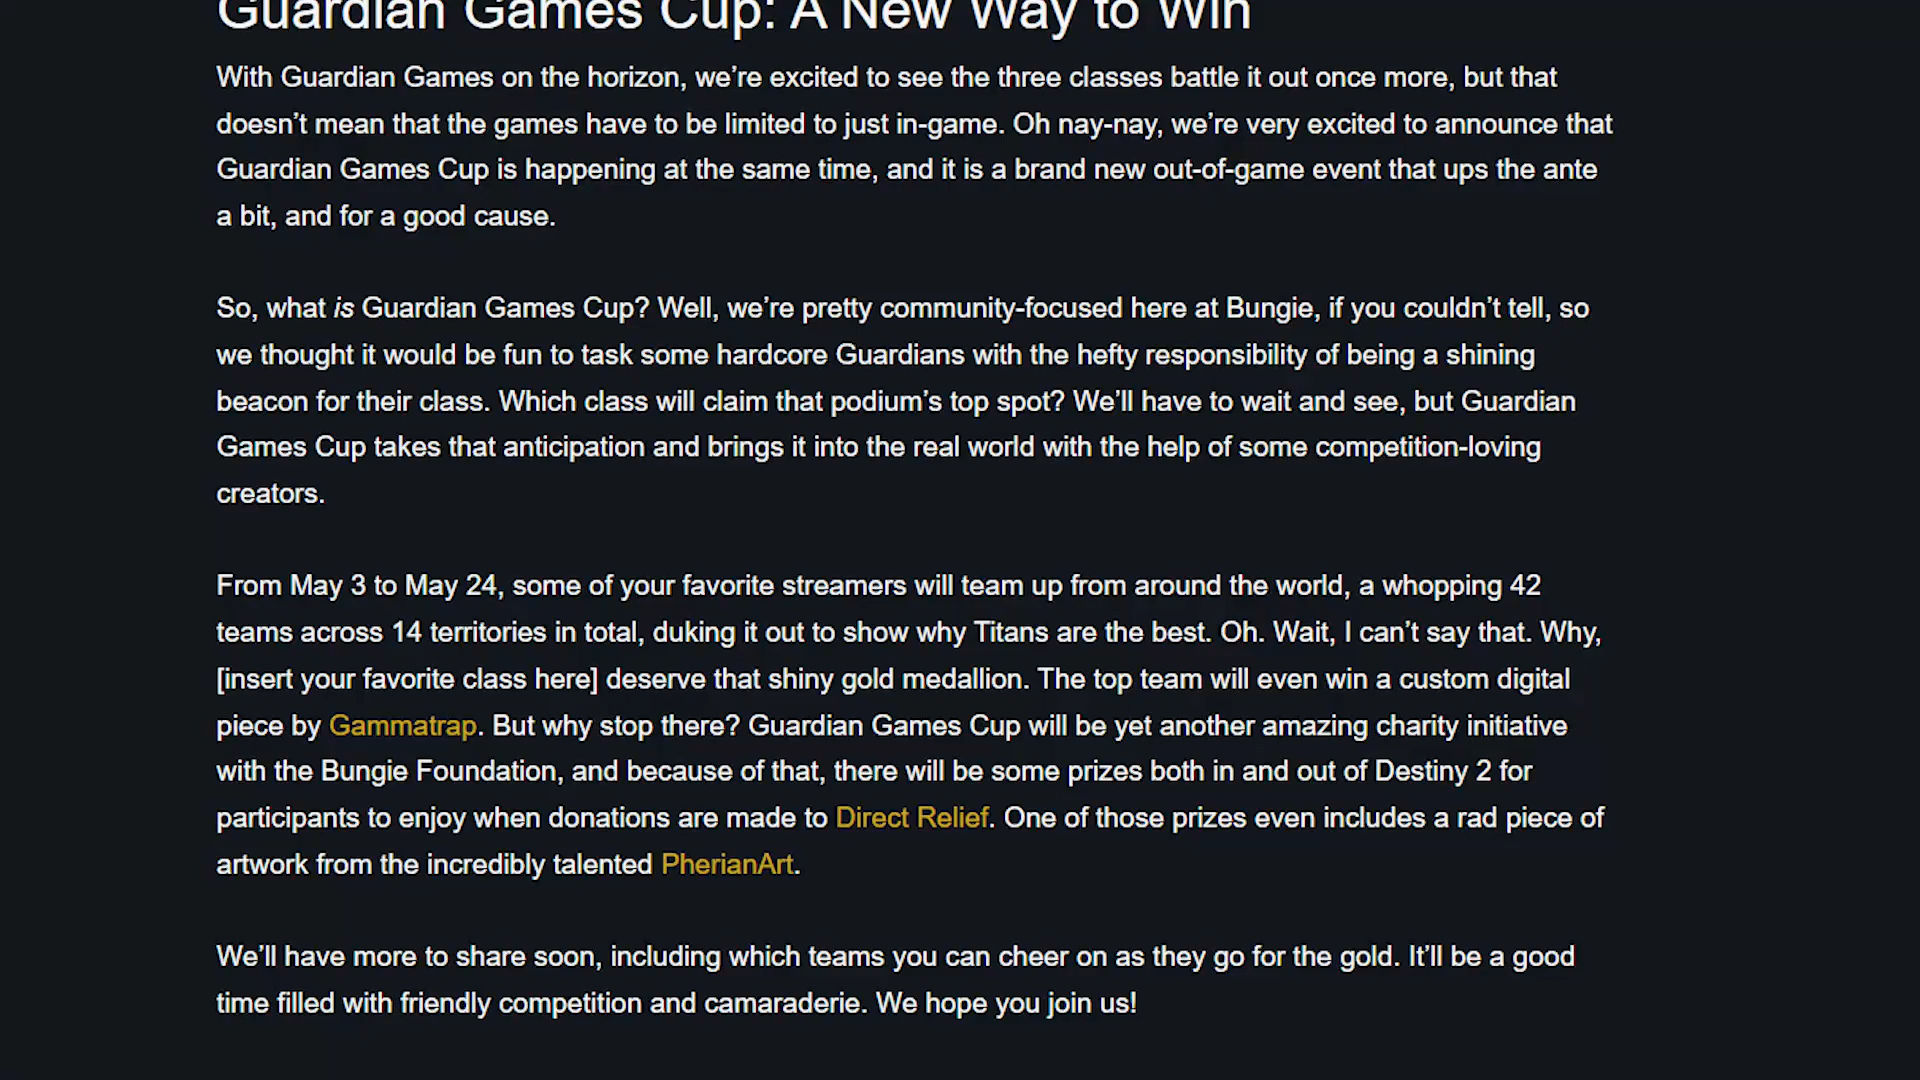 Guardian Games Cup: A New Way to Win
With Guardian Games on the horizon, we’re excited to see the three classes battle it out once more, but that
doesn’t mean that the games have to be limited to just in-game. Oh nay-nay, we’re very excited to announce that
Guardian Games Cup is happening at the same time, and it is a brand new out-of-game event that ups the ante
a bit, and for a good cause.
So, what is Guardian Games Cup? Well, we’re pretty community-focused here at Bungie, if you couldn’t tell, so
we thought it would be fun to task some hardcore Guardians with the hefty responsibility of being a shining
beacon for their class. Which class will claim that podium’s top spot? We’ll have to wait and see, but Guardian
Games Cup takes that anticipation and brings it into the real world with the help of some competition-loving
creators.
From May 3 to May 24, some of your favorite streamers will team up from around the world, a whopping 42
teams across 14 territories in total, duking it out to show why Titans are the best. Oh. Wait, I can’t say that. Why,
[insert your favorite class here] deserve that shiny gold medallion. The top team will even win a custom digital
piece by Gammatrap. But why stop there? Guardian Games Cup will be yet another amazing charity initiative
with the Bungie Foundation, and because of that, there will be some prizes both in and out of Destiny 2 for
participants to enjoy when donations are made to Direct Relief. One of those prizes even includes a rad piece of
artwork from the incredibly talented PherianArt.
We’ll have more to share soon, including which teams you can cheer on as they go for the gold. It’ll be a good
time filled with friendly competition and camaraderie. We hope you join us!